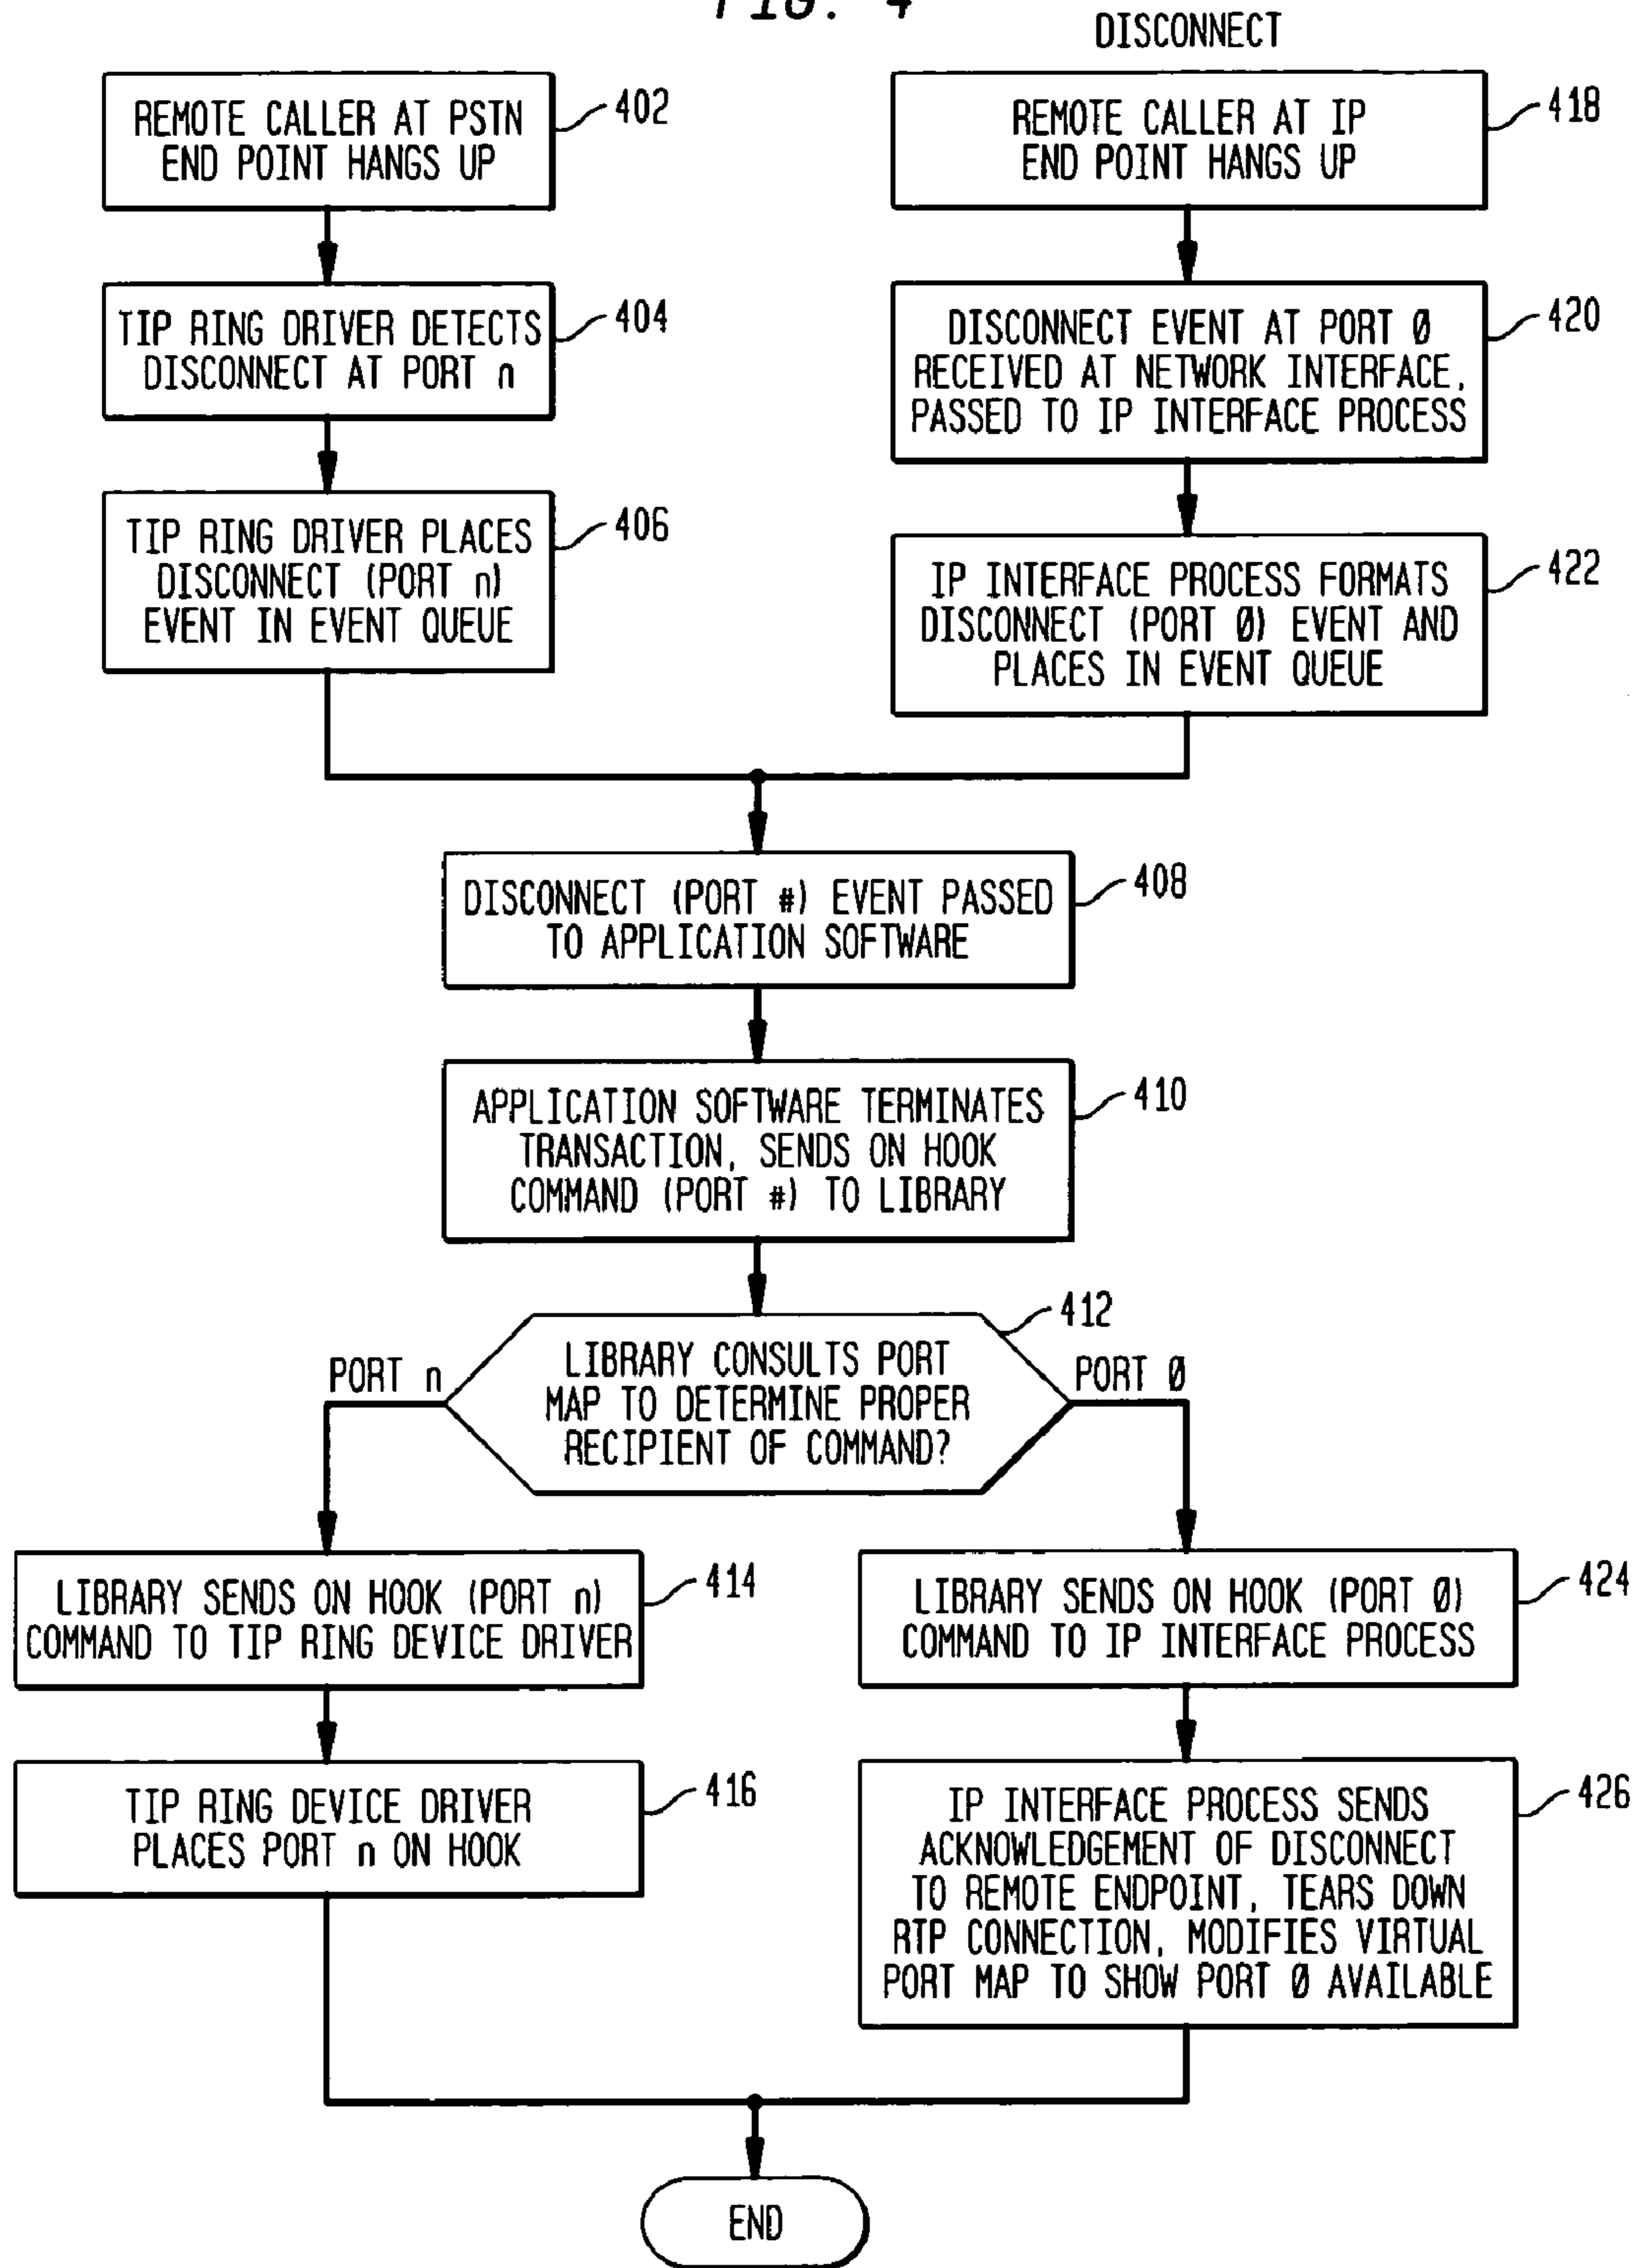 FIG. 4
DISCONNECT
REMOTE CALLER AT PSTN
END POINT HANGS UP
402
TIP RING DRIVER DETECTS
DISCONNECT AT PORT n
404
TIP RING DRIVER PLACES
DISCONNECT (PORT n)
EVENT IN EVENT QUEUE
406
REMOTE CALLER AT IP
END POINT HANGS UP
418
DISCONNECT EVENT AT PORT Ø
RECEIVED AT NETWORK INTERFACE,
PASSED TO IP INTERFACE PROCESS
420
IP INTERFACE PROCESS FORMATS
DISCONNECT (PORT Ø) EVENT AND
PLACES IN EVENT QUEUE
422
DISCONNECT (PORT #) EVENT PASSED
TO APPLICATION SOFTWARE
408
APPLICATION SOFTWARE TERMINATES
TRANSACTION, SENDS ON HOOK
COMMAND (PORT #) TO LIBRARY
410
LIBRARY CONSULTS PORT
MAP TO DETERMINE PROPER
RECIPIENT OF COMMAND?
412
PORT n
PORT Ø
LIBRARY SENDS ON HOOK (PORT n)
COMMAND TO TIP RING DEVICE DRIVER
414
TIP RING DEVICE DRIVER
PLACES PORT n ON HOOK
416
LIBRARY SENDS ON HOOK (PORT Ø)
COMMAND TO IP INTERFACE PROCESS
424
IP INTERFACE PROCESS SENDS
ACKNOWLEDGEMENT OF DISCONNECT
TO REMOTE ENDPOINT, TEARS DOWN
RTP CONNECTION, MODIFIES VIRTUAL
PORT MAP TO SHOW PORT Ø AVAILABLE
426
END